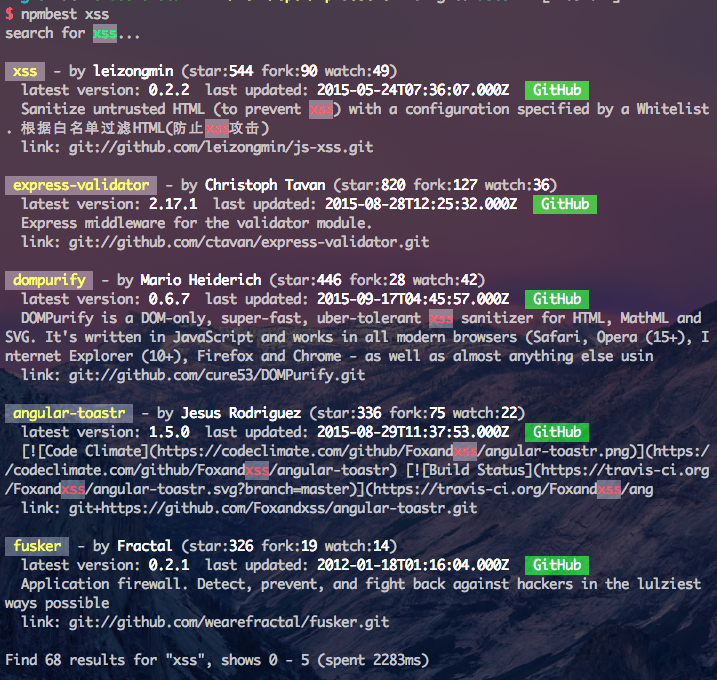 $ npmbest xss
search for xss...
xss - by leizongmin (star:544 fork:90 watch:49)
latest version: 0.2.2 last updated: 2015-05-24T07:36:07.000Z GitHub
Sanitize untrusted HTML (to prevent xss) with a configuration specified by a Whitelist
. 根据白名单过滤HTML(防止xss攻击)
link: git://github.com/leizongmin/js-xss.git
express-validator - by Christoph Tavan (star:820 fork:127 watch:36)
latest version: 2.17.1 last updated: 2015-08-28T12:25:32.000Z GitHub
Express middleware for the validator module.
link: git://github.com/ctavan/express-validator.git
dompurify - by Mario Heiderich (star:446 fork:28 watch:42)
latest version: 0.6.7 last updated: 2015-09-17T04:45:57.000Z GitHub
DOMPurify is a DOM-only, super-fast, uber-tolerant xss sanitizer for HTML, MathML and
SVG. It's written in JavaScript and works in all modern browsers (Safari, Opera (15+), I
nternet Explorer (10+), Firefox and Chrome - as well as almost anything else usin
link: git://github.com/cure53/DOMPurify.git
angular-toastr - by Jesus Rodriguez (star:336 fork:75 watch:22)
latest version: 1.5.0 last updated: 2015-08-29T11:37:53.000Z GitHub
[![Code Climate](https://codeclimate.com/github/Foxandxss/angular-toastr.png)](https:/
/codeclimate.com/github/Foxandxss/angular-toastr) [![Build Status](https://travis-ci.org
/Foxandxss/angular-toastr.svg?branch=master)](https://travis-ci.org/Foxandxss/ang
link: git+https://github.com/Foxandxss/angular-toastr.git
fusker - by Fractal (star:326 fork:19 watch:14)
latest version: 0.2.1 last updated: 2012-01-18T01:16:04.000Z GitHub
Application firewall. Detect, prevent, and fight back against hackers in the lulziest
ways possible
link: git://github.com/wearefractal/fusker.git
Find 68 results for "xss", shows 0 - 5 (spent 2283ms)